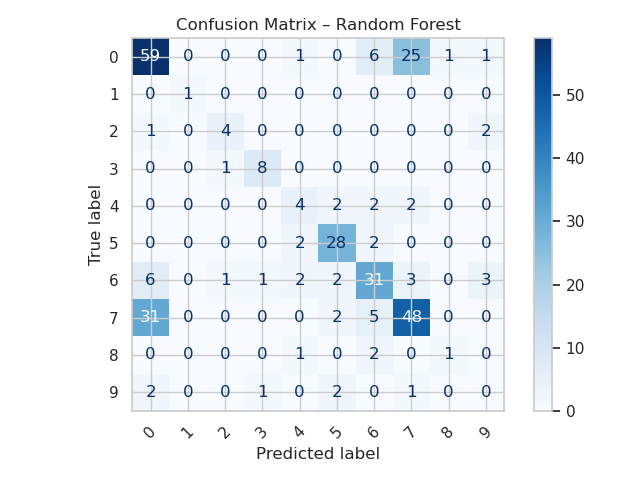 Confusion Matrix – Random Forest
0 59 0 0 0 1 0 6 25 1 1
1 0 1 0 0 0 0 0 0 0 0
2 1 0 4 0 0 0 0 0 0 2
3 0 0 1 8 0 0 0 0 0 0
4 0 0 0 0 4 2 2 2 0 0
5 0 0 0 0 2 28 2 0 0 0
6 6 0 1 1 2 2 31 3 0 3
7 31 0 0 0 0 2 5 48 0 0
8 0 0 0 0 1 0 2 0 1 0
9 2 0 0 1 0 2 0 1 0 0
0 1 2 3 4 5 6 7 8 9
Predicted label
True label
50
40
30
20
10
0